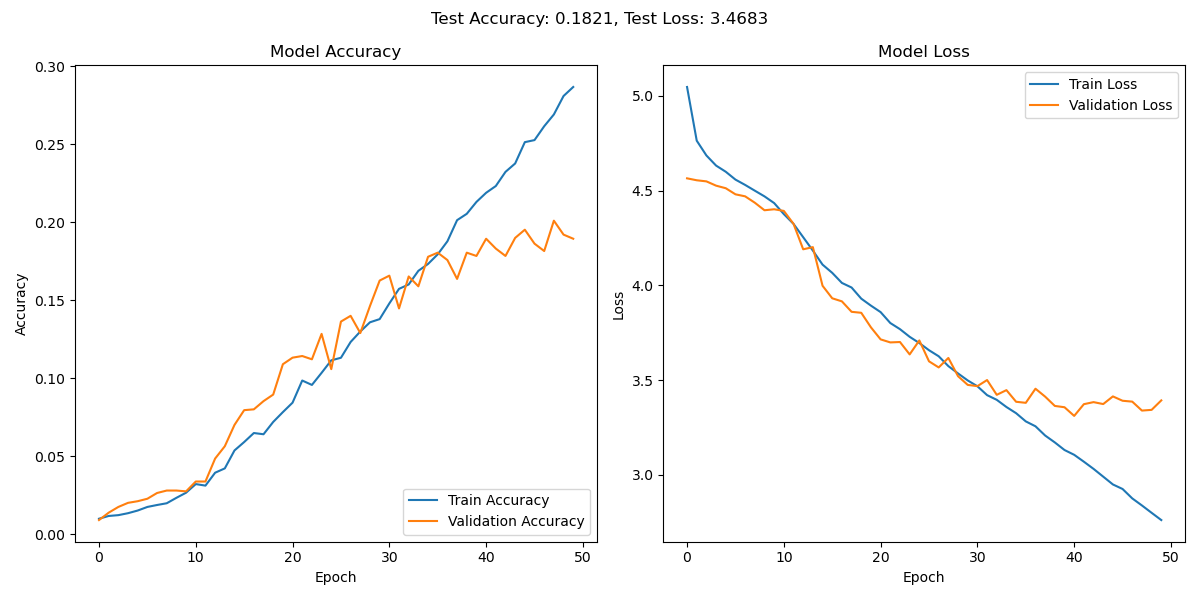 Test Accuracy: 0.1821, Test Loss: 3.4683
Model Accuracy
0.30
0.25
0.20
0.15
0.10
0.05
0.00
Accuracy
0 10 20 30 40 50
Epoch
Train Accuracy
Validation Accuracy
Model Loss
5.0
4.5
4.0
3.5
3.0
Loss
0 10 20 30 40 50
Epoch
Train Loss
Validation Loss